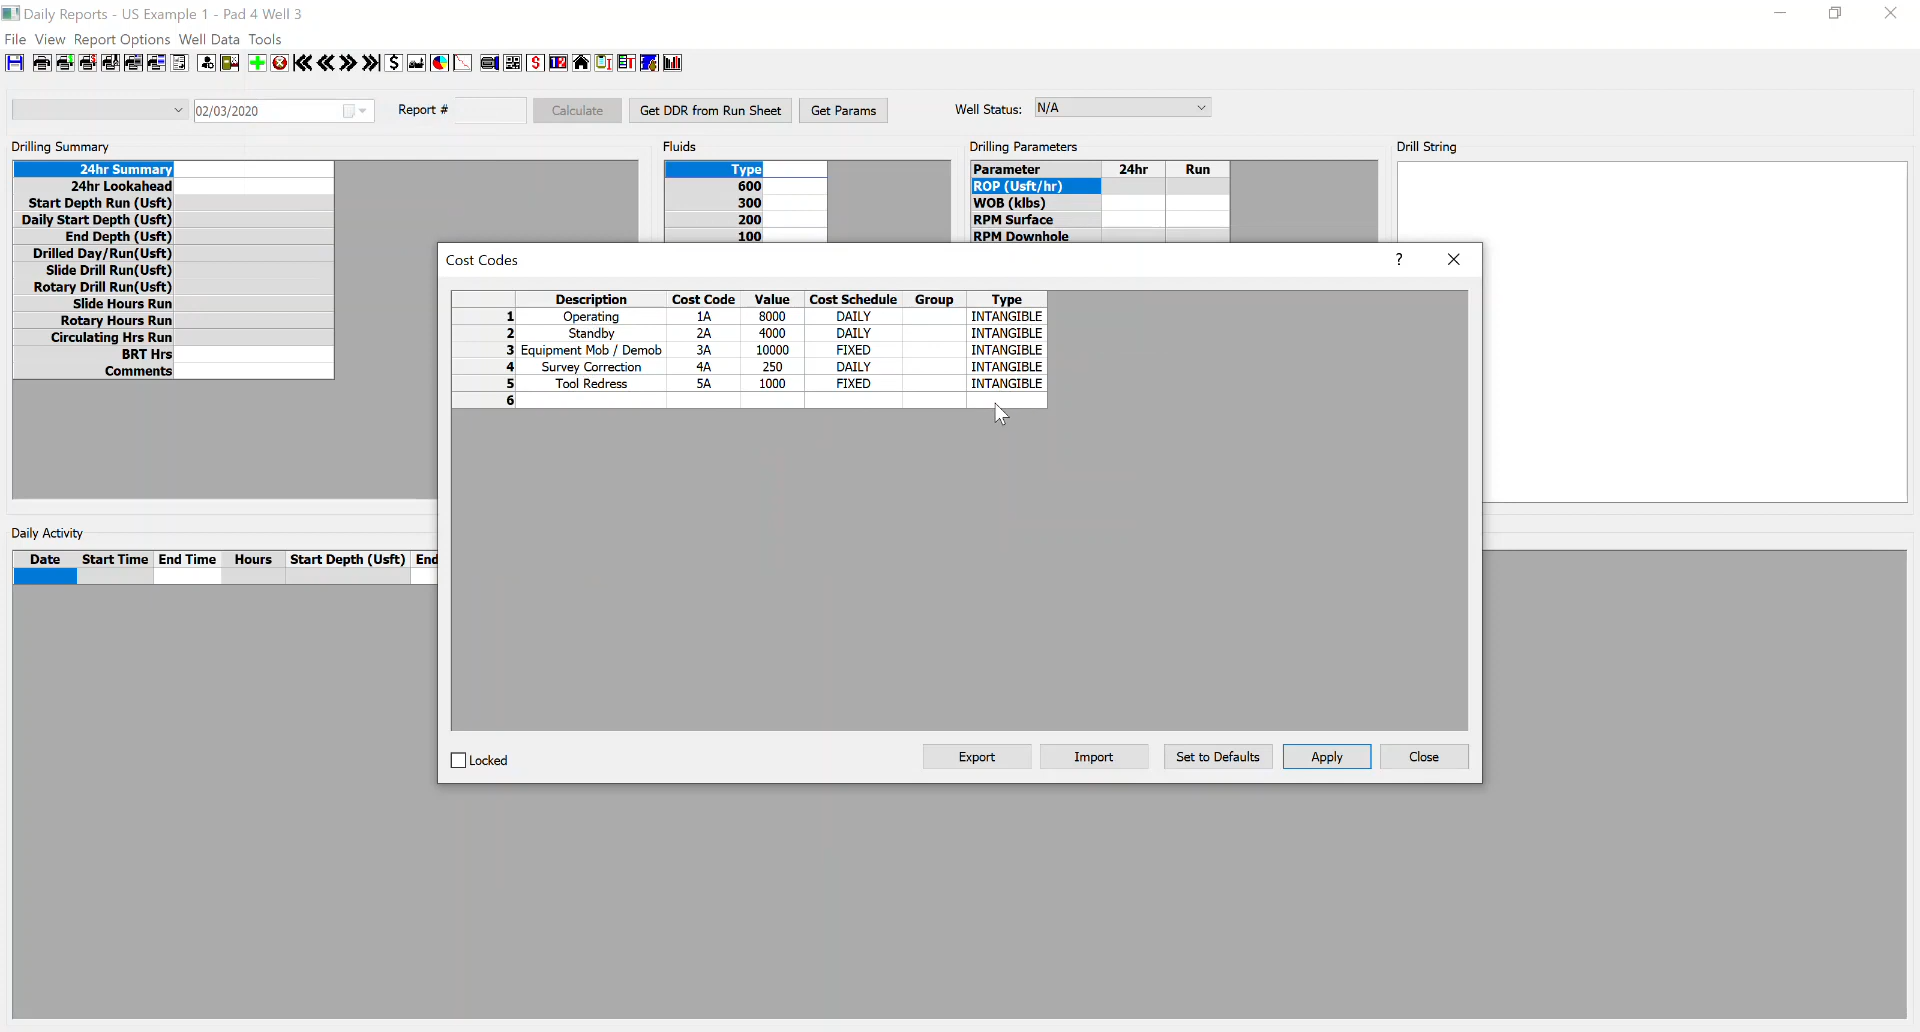 Daily Reports - US Example 1 - Pad 4 Well 3
File View Report Options Well Data Tools
02/03/2020 Report # Calculate Get DDR from Run Sheet Get Params Well Status: N/A
Drilling Summary Fluids Drilling Parameters Drill String
24hr Summary
24hr Lookahead
Start Depth Run (Usft)
Daily Start Depth (Usft)
End Depth (Usft)
Drilled Day/Run(Usft)
Slide Drill Run(Usft)
Rotary Drill Run(Usft)
Slide Hours Run
Rotary Hours Run
Circulating Hrs Run
BRT Hrs
Comments
Type
600
300
200
100
Parameter 24hr Run
ROP (Usft/hr)
WOB (klbs)
RPM Surface
RPM Downhole
Cost Codes ?
Description Cost Code Value Cost Schedule Group Type
1 Operating 1A 8000 DAILY INTANGIBLE
2 Standby 2A 4000 DAILY INTANGIBLE
3 Equipment Mob / Demob 3A 10000 FIXED INTANGIBLE
4 Survey Correction 4A 250 DAILY INTANGIBLE
5 Tool Redress 5A 1000 FIXED INTANGIBLE
6
Locked Export Import Set to Defaults Apply Close
Daily Activity
Date Start Time End Time Hours Start Depth (Usft) End